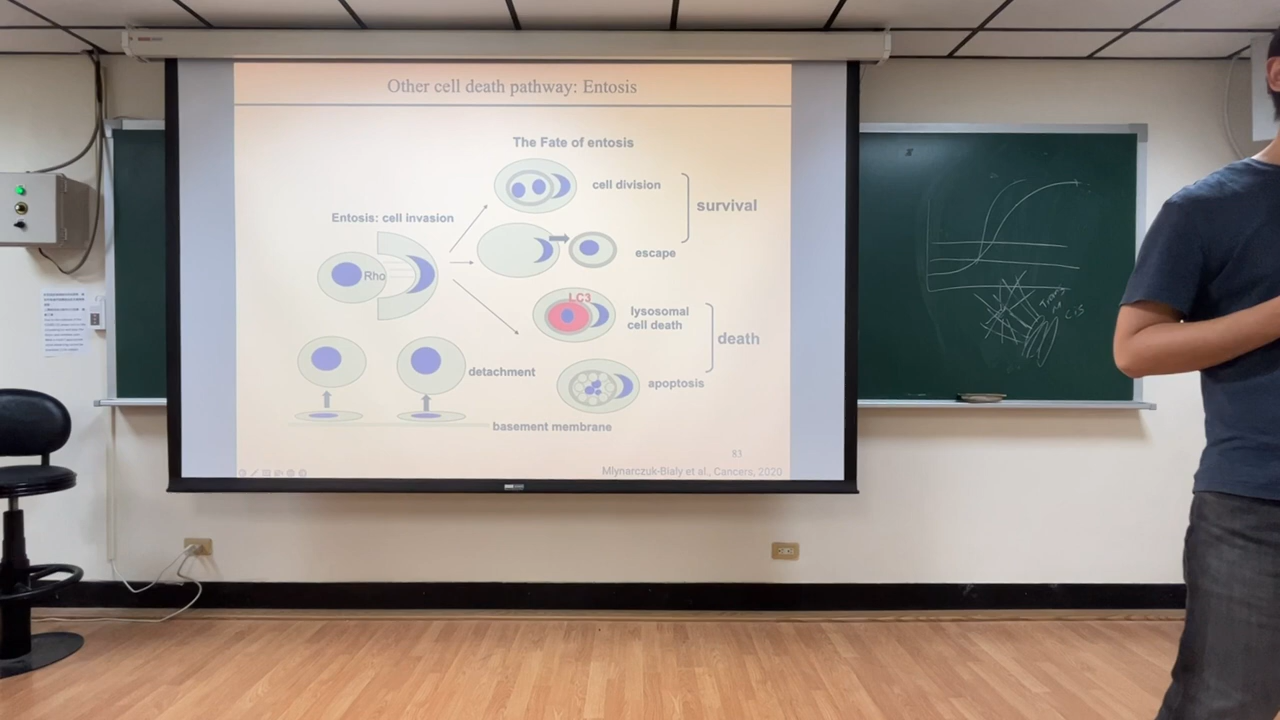 Other cell death pathway: Entosis
The Fate of entosis
cell division
survival
Entosis: cell invasion
escape
Rho
LC3
lysosomal
cell death
death
detachment
apoptosis
basement membrane
83
Mlynarczuk-Bialy et al., Cancers, 2020